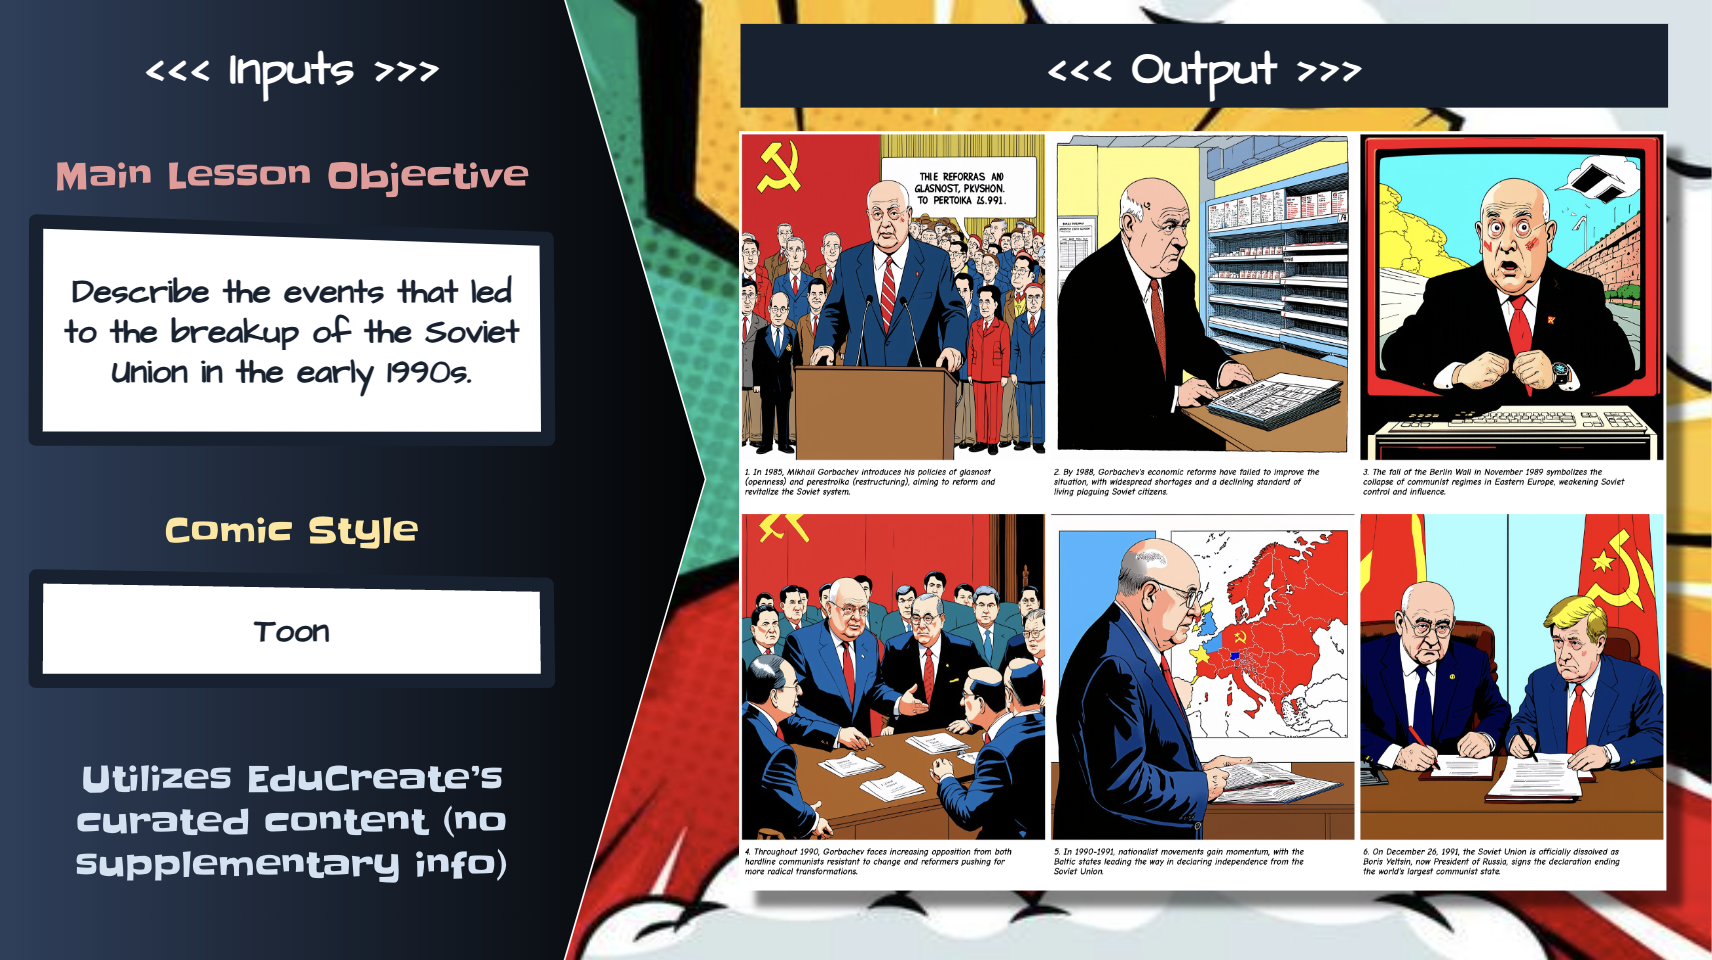 <<< Inputs >>>
Main Lesson Objective
Describe the events that led
to the breakup of the Soviet
Union in the early 1990s.
Comic Style
Toon
Utilizes EduCreate's
curated content (no
supplementary info)
<<< Output >>>
THE REFORRAS AND
GLASNOST, PKVSHON.
TO PERTOIKA 2S.991.
1. In 1985, Mikhail Gorbachev introduces his policies of glasnost
(openness) and perestroika (restructuring), aiming to reform and
revitalize the Soviet system.
2. By 1988, Gorbachev's economic reforms have failed to improve the
situation, with widespread shortages and a declining standard of
living plaguing Soviet citizens.
3. The fall of the Berlin Wall in November 1989 symbolizes the
collapse of communist regimes in Eastern Europe, weakening Soviet
control and influence.
4. Throughout 1990, Gorbachev faces increasing opposition from both
hardline communists resistant to change and reformers pushing for
more radical transformations.
5. In 1990-1991, nationalist movements gain momentum, with the
Baltic states leading the way in declaring independence from the
Soviet Union.
6. On December 26, 1991, the Soviet Union is officially dissolved as
Boris Yeltsin, now President of Russia, signs the declaration ending
the world's largest communist state.